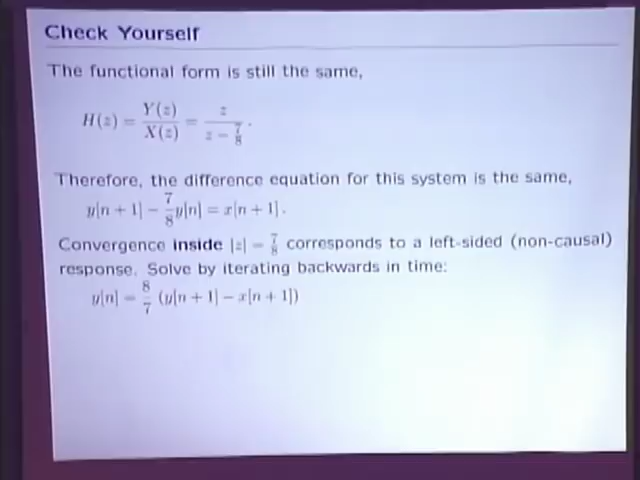 Check Yourself
The functional form is still the same,
H(z) = Y(z)/X(z) = z/(z − 7/8).
Therefore, the difference equation for this system is the same,
y[n + 1] − 7/8 y[n] = x[n + 1].
Convergence inside |z| = 7/8 corresponds to a left-sided (non-causal)
response. Solve by iterating backwards in time:
y[n] = 8/7 (y[n + 1] − x[n + 1])